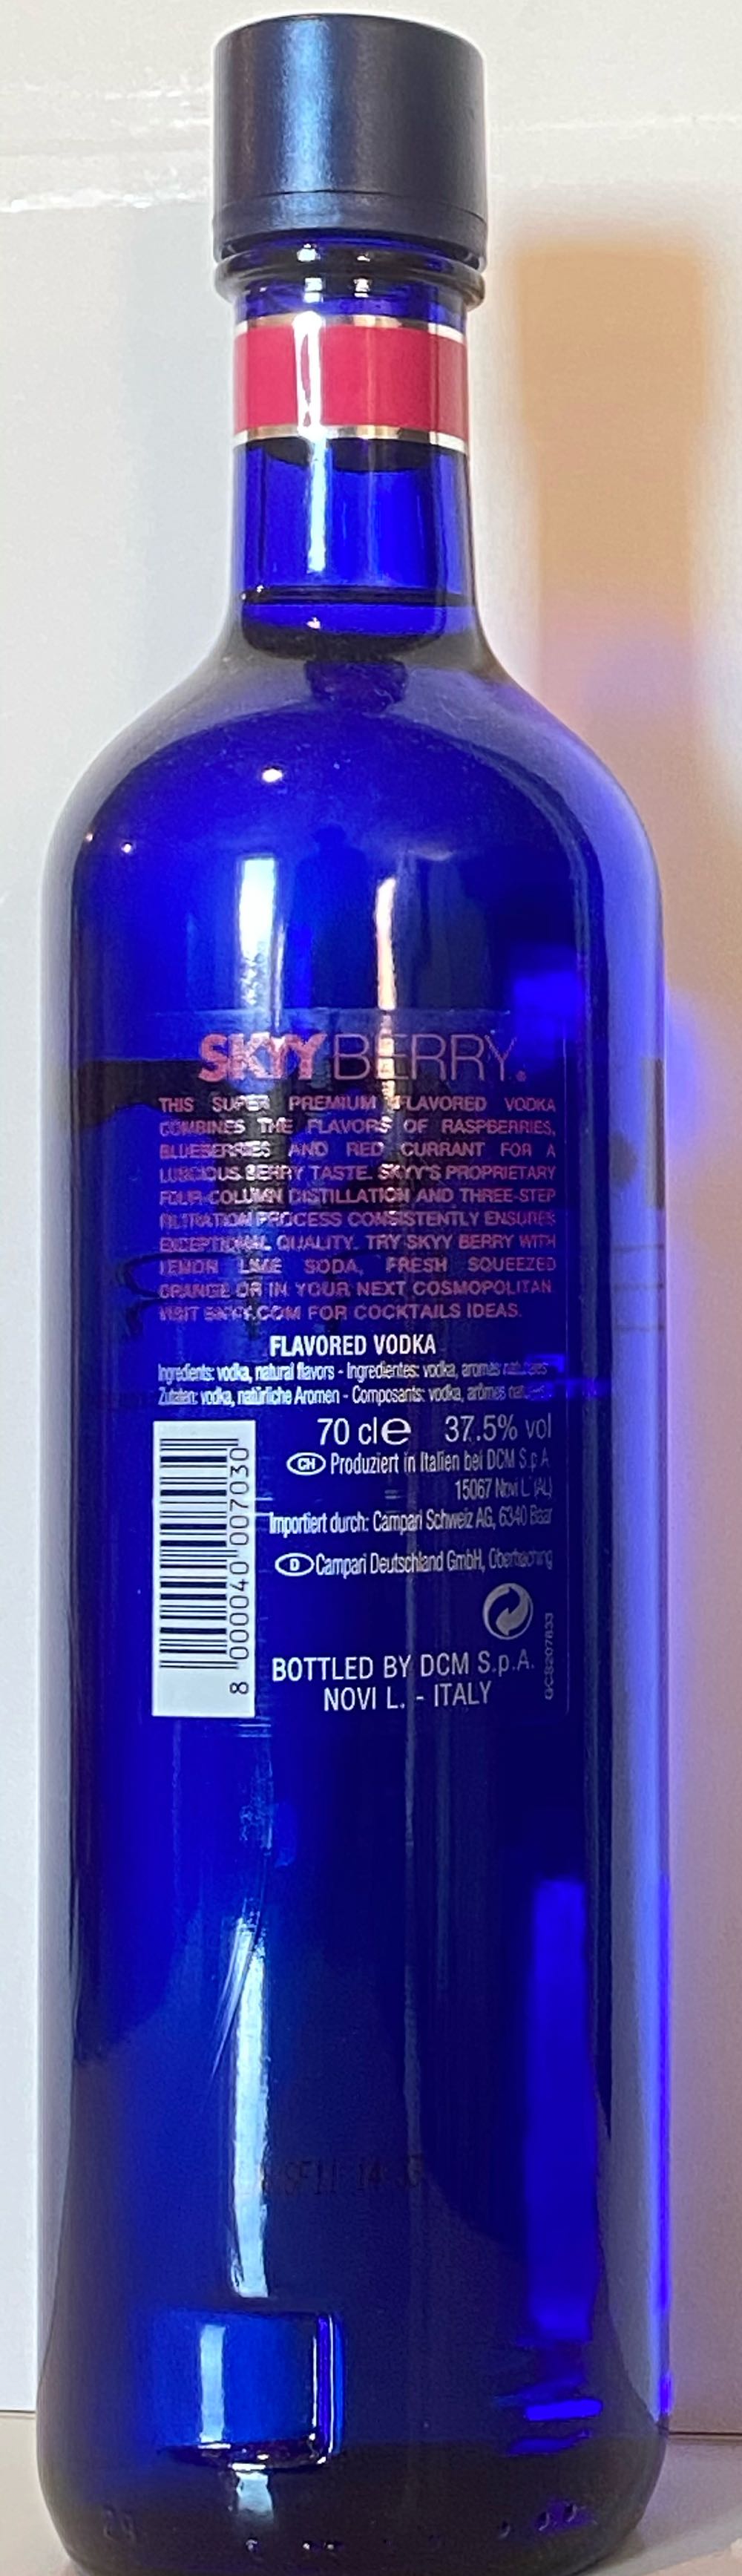 SKYY BERRY®
THIS SUPER PREMIUM FLAVORED VODKA
COMBINES THE FLAVORS OF RASPBERRIES,
BLUEBERRIES AND RED CURRANT FOR A
LUSCIOUS BERRY TASTE. SKYY'S PROPRIETARY
FOUR-COLUMN DISTILLATION AND THREE-STEP
FILTRATION PROCESS CONSISTENTLY ENSURES
EXCEPTIONAL QUALITY. TRY SKYY BERRY WITH
LEMON LIME SODA, FRESH SQUEEZED
ORANGE OR IN YOUR NEXT COSMOPOLITAN
VISIT SKYY.COM FOR COCKTAILS IDEAS.
FLAVORED VODKA
Ingredients: vodka, natural flavors - Ingredientes: vodka, aromas naturales
Zutaten: vodka, natürliche Aromen - Composants: vodka, arômes
70 cl e 37.5% vol
CH Produziert in Italien bei DCM S.p.A.
15067 Novi L. (AL)
Importiert durch: Campari Schweiz AG, 6340 Baar
D Campari Deutschland GmbH, Oberhaching
8 000040 007030
GCS207833
BOTTLED BY DCM S.p.A.
NOVI L. - ITALY